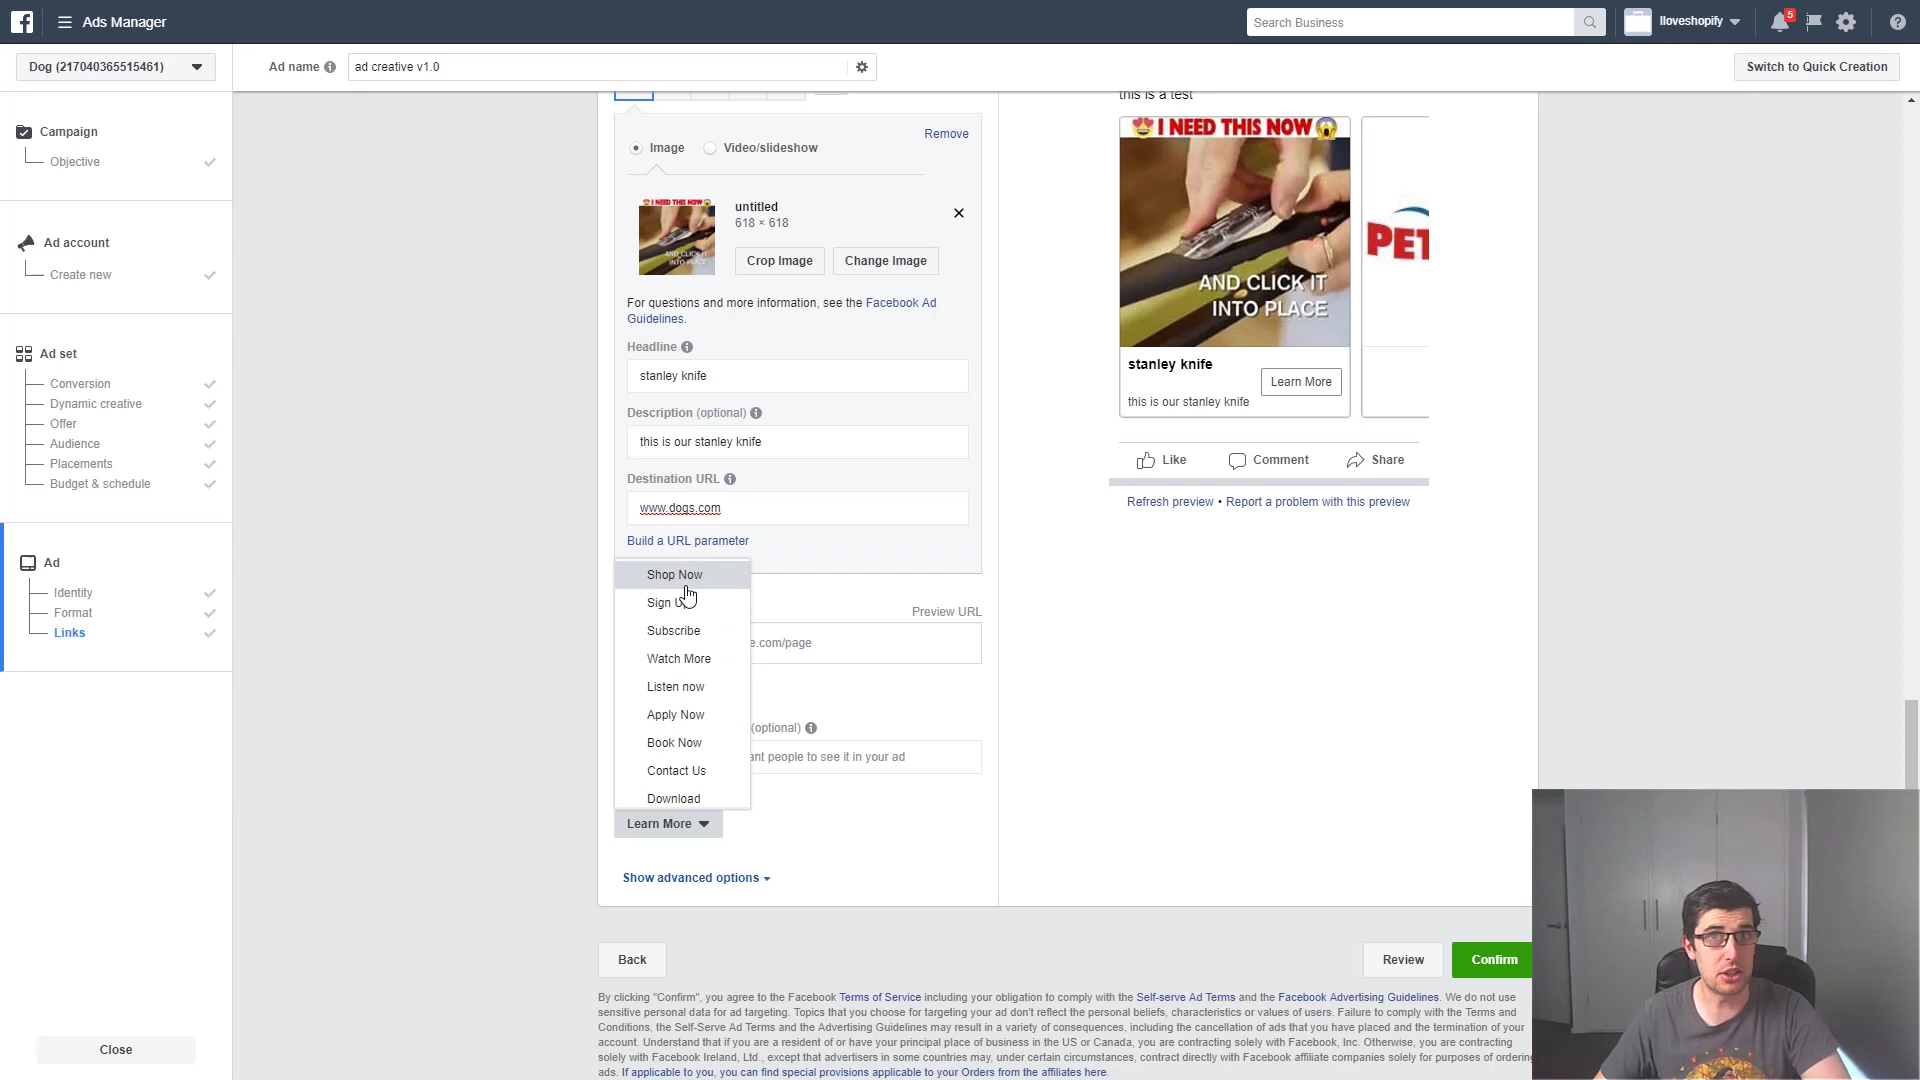 Ads Manager
Search Business
Iloveshopify
5
Dog (217040365515461)
Ad name
ad creative v1.0
Switch to Quick Creation
Campaign
Objective
Ad account
Create new
Ad set
Conversion
Dynamic creative
Offer
Audience
Placements
Budget & schedule
Ad
Identity
Format
Links
Close
Remove
Image
Video/slideshow
I NEED THIS NOW
AND CLICK IT
INTO PLACE
untitled
618 × 618
Crop Image
Change Image
For questions and more information, see the Facebook Ad
Guidelines.
Headline
stanley knife
Description (optional)
this is our stanley knife
Destination URL
www.dogs.com
Build a URL parameter
Shop Now
Sign U
Subscribe
Watch More
Listen now
Apply Now
Book Now
Contact Us
Download
Preview URL
e.com/page
(optional)
ant people to see it in your ad
Learn More
Show advanced options
this is a test
I NEED THIS NOW
AND CLICK IT
INTO PLACE
PET
stanley knife
Learn More
this is our stanley knife
Like
Comment
Share
Refresh preview • Report a problem with this preview
Back
Review
Confirm
By clicking "Confirm", you agree to the Facebook Terms of Service including your obligation to comply with the Self-serve Ad Terms and the Facebook Advertising Guidelines. We do not use
sensitive personal data for ad targeting. Topics that you choose for targeting your ad don't reflect the personal beliefs, characteristics or values of users. Failure to comply with the Terms and
Conditions, the Self-Serve Ad Terms and the Advertising Guidelines may result in a variety of consequences, including the cancellation of ads that you have placed and the termination of your
account. Understand that if you are a resident of or have your principal place of business in the US or Canada, you are contracting solely with Facebook, Inc. Otherwise, you are contracting
solely with Facebook Ireland, Ltd., except that advertisers in some countries may, under certain circumstances, contract directly with Facebook affiliate companies solely for purposes of ordering
ads. If applicable to you, you can find special provisions applicable to your Orders from the affiliates here.